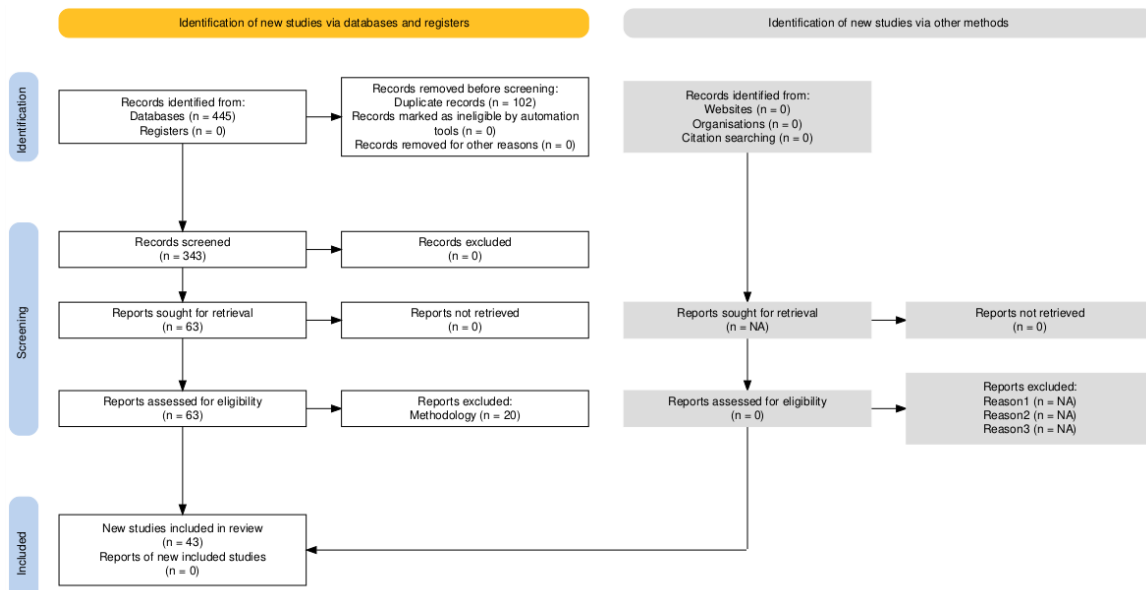 Identification of new studies via databases and registers
Identification of new studies via other methods
Identification
Records identified from:
Databases (n = 445)
Registers (n = 0)
Records removed before screening:
Duplicate records (n = 102)
Records marked as ineligible by automation
tools (n = 0)
Records removed for other reasons (n = 0)
Records identified from:
Websites (n = 0)
Organisations (n = 0)
Citation searching (n = 0)
Screening
Records screened
(n = 343)
Records excluded
(n = 0)
Reports sought for retrieval
(n = 63)
Reports not retrieved
(n = 0)
Reports sought for retrieval
(n = NA)
Reports not retrieved
(n = 0)
Reports assessed for eligibility
(n = 63)
Reports excluded:
Methodology (n = 20)
Reports assessed for eligibility
(n = 0)
Reports excluded:
Reason1 (n = NA)
Reason2 (n = NA)
Reason3 (n = NA)
Included
New studies included in review
(n = 43)
Reports of new included studies
(n = 0)